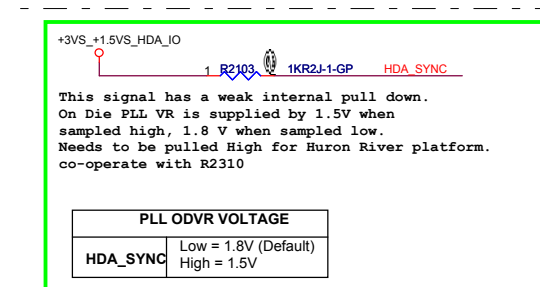 +3VS_+1.5VS_HDA_IO
1 R2103 1KR2J-1-GP HDA_SYNC
This signal has a weak internal pull down.
On Die PLL VR is supplied by 1.5V when
sampled high, 1.8 V when sampled low.
Needs to be pulled High for Huron River platform.
co-operate with R2310
PLL ODVR VOLTAGE
HDA_SYNC
Low = 1.8V (Default)
High = 1.5V